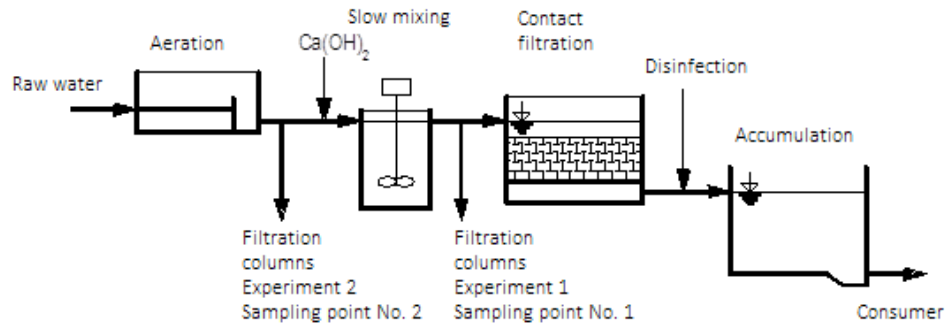 Slow mixing
Contact
filtration
Aeration
Ca(OH)2
Raw water
Disinfection
Accumulation
Filtration
columns
Experiment 2
Sampling point No. 2
Filtration
columns
Experiment 1
Sampling point No. 1
Consumer